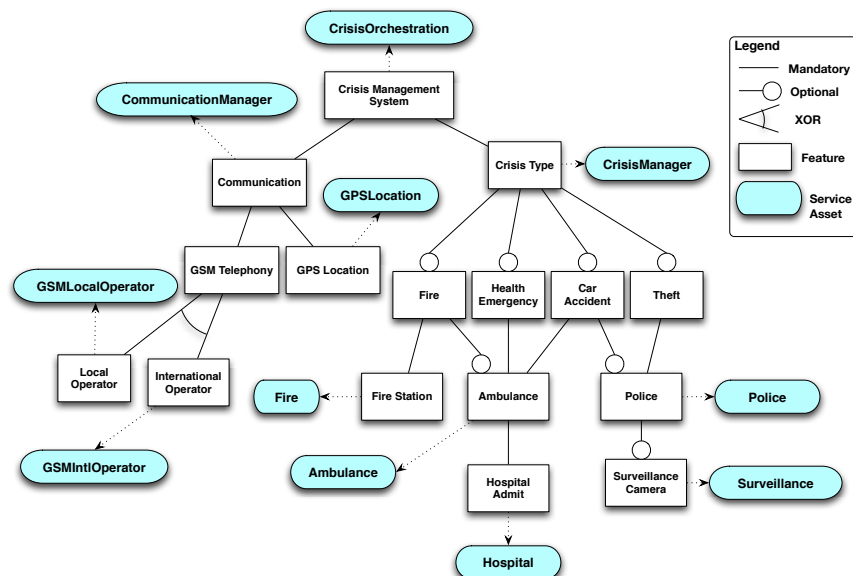 CrisisOrchestration
Legend
Mandatory
Optional
XOR
Feature
Service
Asset
Crisis Management
System
CommunicationManager
Communication
Crisis Type
CrisisManager
GPSLocation
GSM Telephony
GPS Location
GSMLocalOperator
Fire
Health
Emergency
Car
Accident
Theft
Local
Operator
International
Operator
Fire
Fire Station
Ambulance
Police
Police
GSMIntlOperator
Ambulance
Hospital
Admit
Surveillance
Camera
Surveillance
Hospital